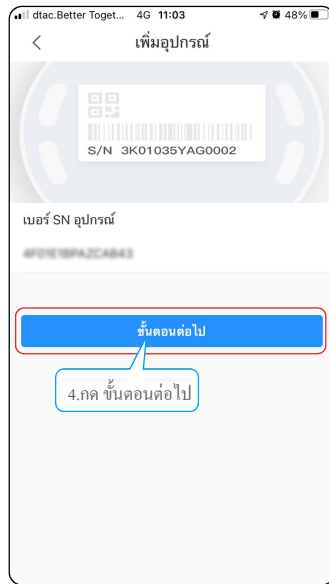 dtac.Better Toget... 4G 11:03 48%
เพิ่มอุปกรณ์
S/N 3K01035YAG0002
เบอร์ SN อุปกรณ์
ขั้นตอนต่อไป
4.กด ขั้นตอนต่อไป